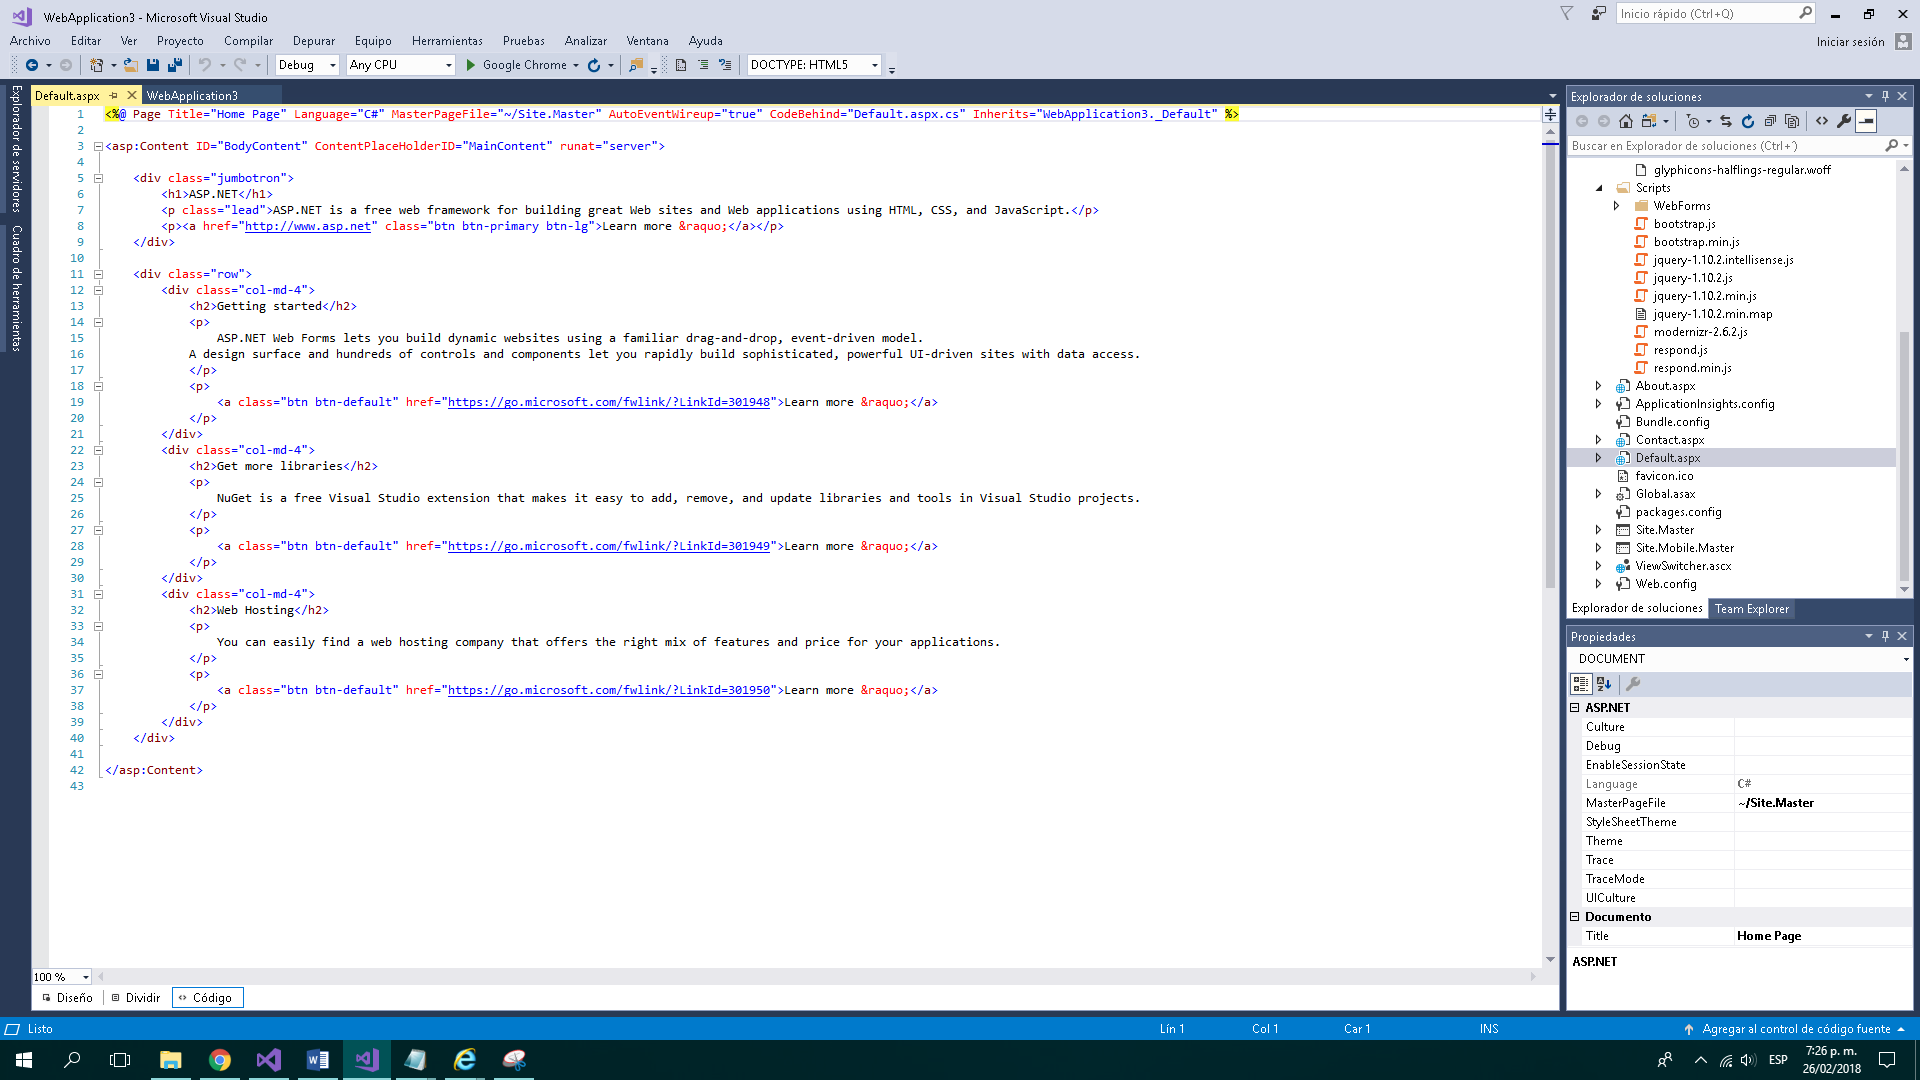 WebApplication3 - Microsoft Visual Studio
Inicio rápido (Ctrl+Q)
Archivo Editar Ver Proyecto Compilar Depurar Equipo Herramientas Pruebas Analizar Ventana Ayuda
Iniciar sesión
Debug Any CPU Google Chrome DOCTYPE: HTML5
Explorador de servidores
Cuadro de herramientas
Default.aspx WebApplication3
1 <%@ Page Title="Home Page" Language="C#" MasterPageFile="~/Site.Master" AutoEventWireup="true" CodeBehind="Default.aspx.cs" Inherits="WebApplication3._Default" %>
2
3 <asp:Content ID="BodyContent" ContentPlaceHolderID="MainContent" runat="server">
4
5 <div class="jumbotron">
6 <h1>ASP.NET</h1>
7 <p class="lead">ASP.NET is a free web framework for building great Web sites and Web applications using HTML, CSS, and JavaScript.</p>
8 <p><a href="http://www.asp.net" class="btn btn-primary btn-lg">Learn more &raquo;</a></p>
9 </div>
10
11 <div class="row">
12 <div class="col-md-4">
13 <h2>Getting started</h2>
14 <p>
15 ASP.NET Web Forms lets you build dynamic websites using a familiar drag-and-drop, event-driven model.
16 A design surface and hundreds of controls and components let you rapidly build sophisticated, powerful UI-driven sites with data access.
17 </p>
18 <p>
19 <a class="btn btn-default" href="https://go.microsoft.com/fwlink/?LinkId=301948">Learn more &raquo;</a>
20 </p>
21 </div>
22 <div class="col-md-4">
23 <h2>Get more libraries</h2>
24 <p>
25 NuGet is a free Visual Studio extension that makes it easy to add, remove, and update libraries and tools in Visual Studio projects.
26 </p>
27 <p>
28 <a class="btn btn-default" href="https://go.microsoft.com/fwlink/?LinkId=301949">Learn more &raquo;</a>
29 </p>
30 </div>
31 <div class="col-md-4">
32 <h2>Web Hosting</h2>
33 <p>
34 You can easily find a web hosting company that offers the right mix of features and price for your applications.
35 </p>
36 <p>
37 <a class="btn btn-default" href="https://go.microsoft.com/fwlink/?LinkId=301950">Learn more &raquo;</a>
38 </p>
39 </div>
40 </div>
41
42 </asp:Content>
43
100 %
Diseño Dividir Código
Explorador de soluciones
Buscar en Explorador de soluciones (Ctrl+´)
glyphicons-halflings-regular.woff
Scripts
WebForms
bootstrap.js
bootstrap.min.js
jquery-1.10.2.intellisense.js
jquery-1.10.2.js
jquery-1.10.2.min.js
jquery-1.10.2.min.map
modernizr-2.6.2.js
respond.js
respond.min.js
About.aspx
ApplicationInsights.config
Bundle.config
Contact.aspx
Default.aspx
favicon.ico
Global.asax
packages.config
Site.Master
Site.Mobile.Master
ViewSwitcher.ascx
Web.config
Explorador de soluciones Team Explorer
Propiedades
DOCUMENT
ASP.NET
Culture
Debug
EnableSessionState
Language C#
MasterPageFile ~/Site.Master
StyleSheetTheme
Theme
Trace
TraceMode
UICulture
Documento
Title Home Page
ASP.NET
Listo Lín 1 Col 1 Car 1 INS Agregar al control de código fuente
ESP 7:26 p. m.
26/02/2018